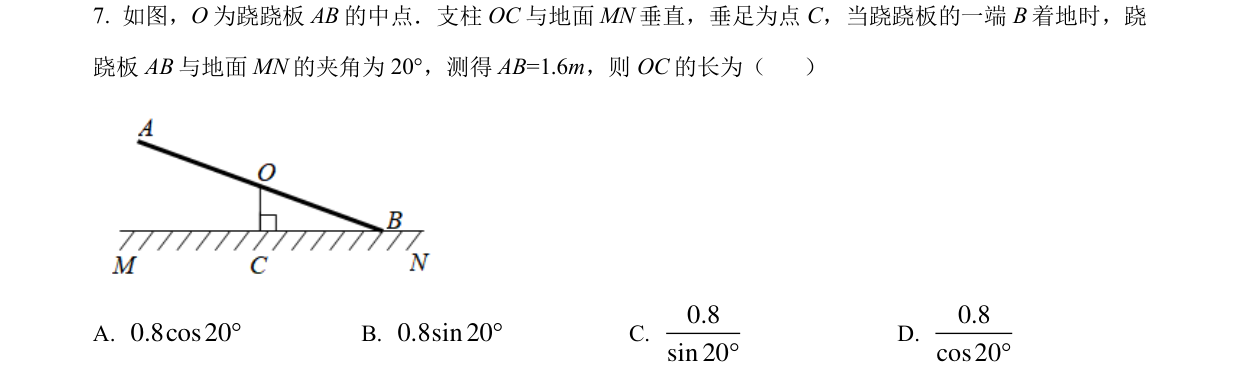 7. 如图，O 为跷跷板 AB 的中点．支柱 OC 与地面 MN 垂直，垂足为点 C，当跷跷板的一端 B 着地时，跷
跷板 AB 与地面 MN 的夹角为 20°，测得 AB=1.6m，则 OC 的长为（　　）
A
O
B
M C N
A. 0.8cos20° B. 0.8sin20° C. 0.8/sin20° D. 0.8/cos20°